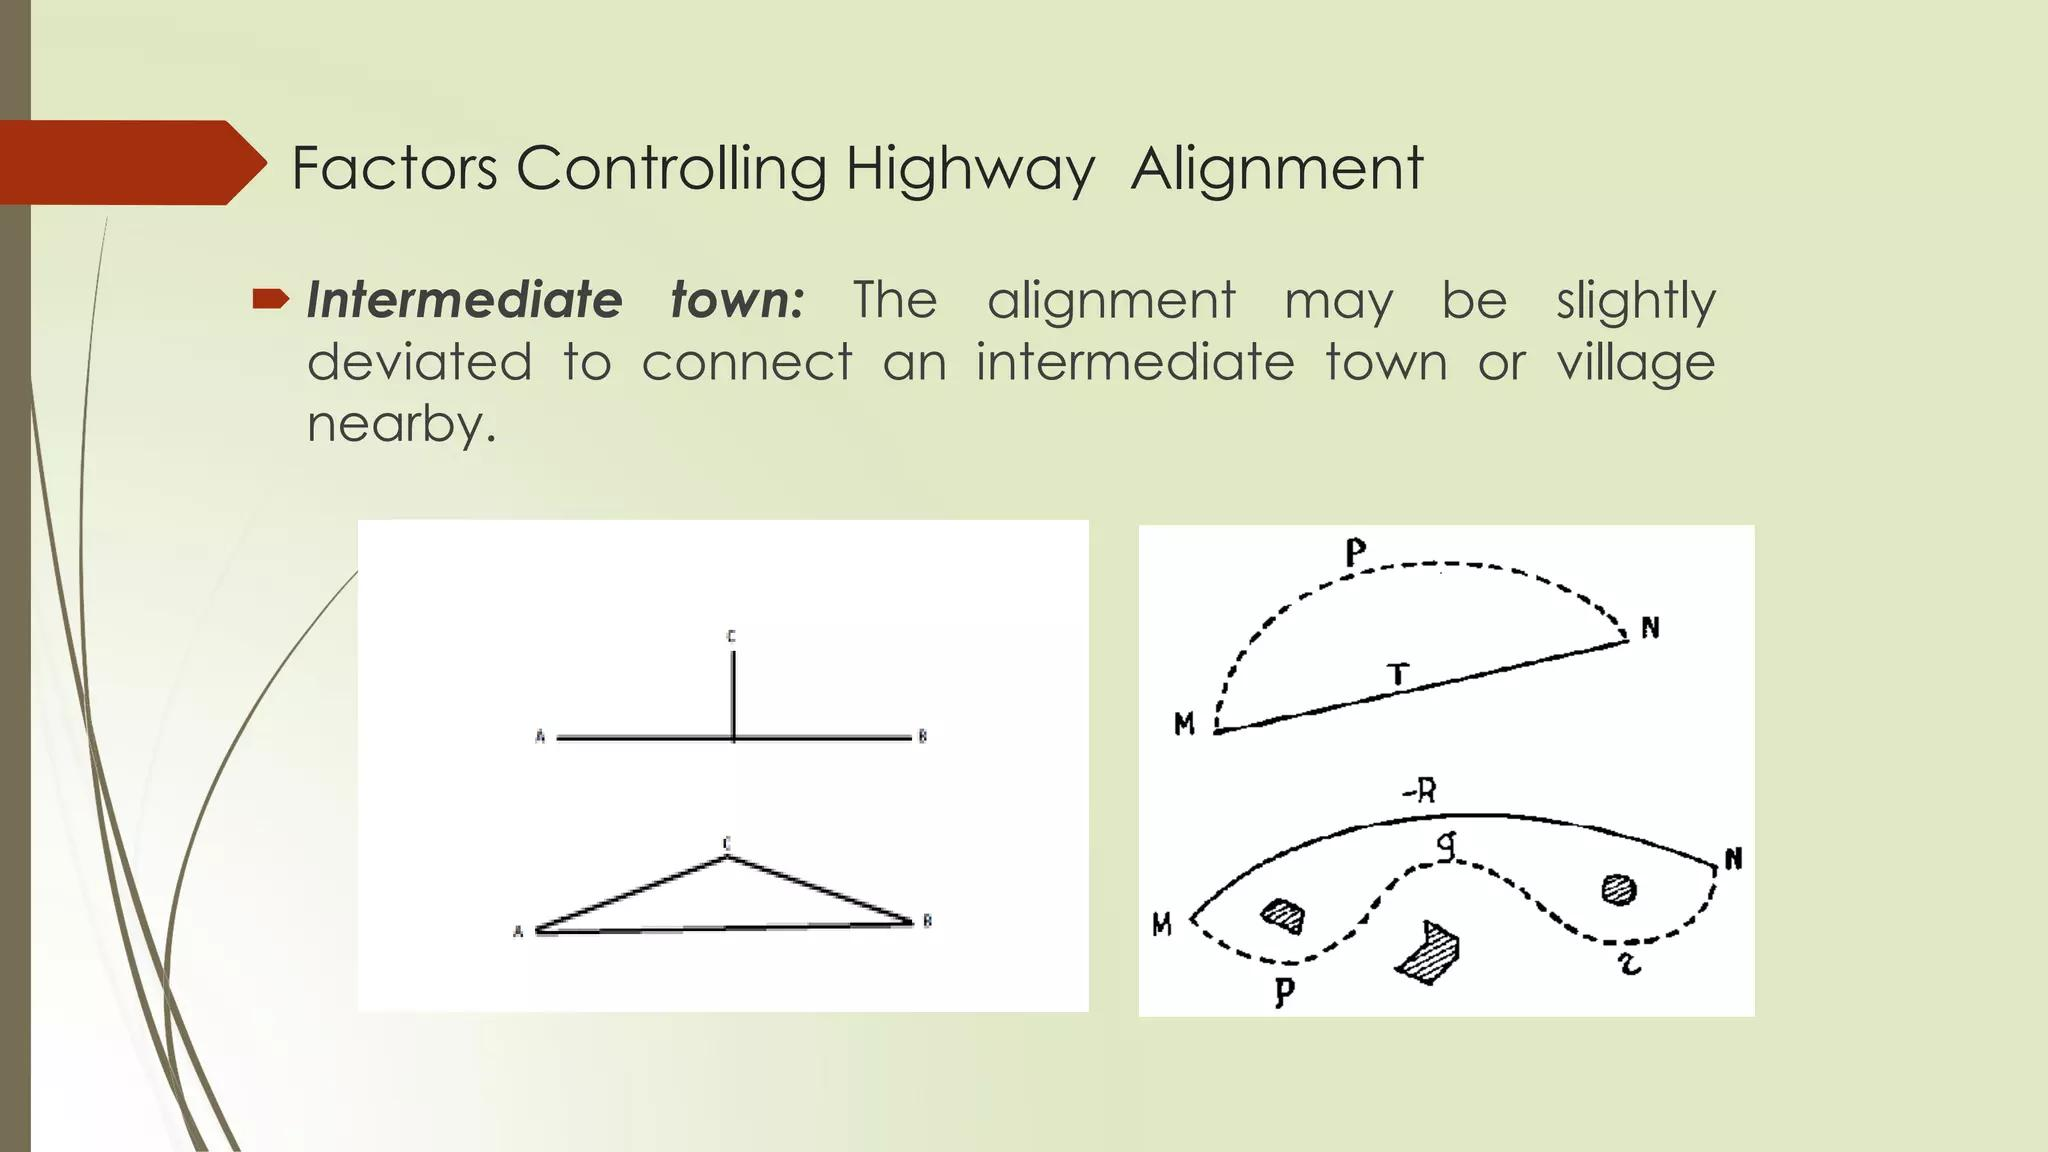 Factors Controlling Highway Alignment
Intermediate town: The alignment may be slightly
deviated to connect an intermediate town or village
nearby.
C
A
B
C
A
B
P
N
T
M
-R
g
N
M
P
r